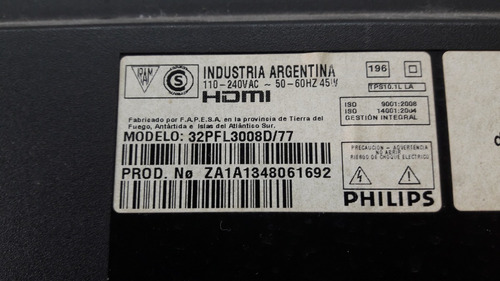 RAM
S
INDUSTRIA ARGENTINA
110-240VAC ~ 50-60HZ 45W
HDMI
196
TPS10.1L LA
ISO 9001:2008
ISO 14001:2004
GESTIÓN INTEGRAL
Fabricado por F.A.P.E.S.A. en la provincia de Tierra del
Fuego, Antártida e Islas del Atlántico Sur.
MODELO: 32PFL3008D/77
PROD. Nø ZA1A1348061692
ADVERTENCIA
NO ABRIR
RIESGO DE CHOQUE ELECTRICO
PHILIPS